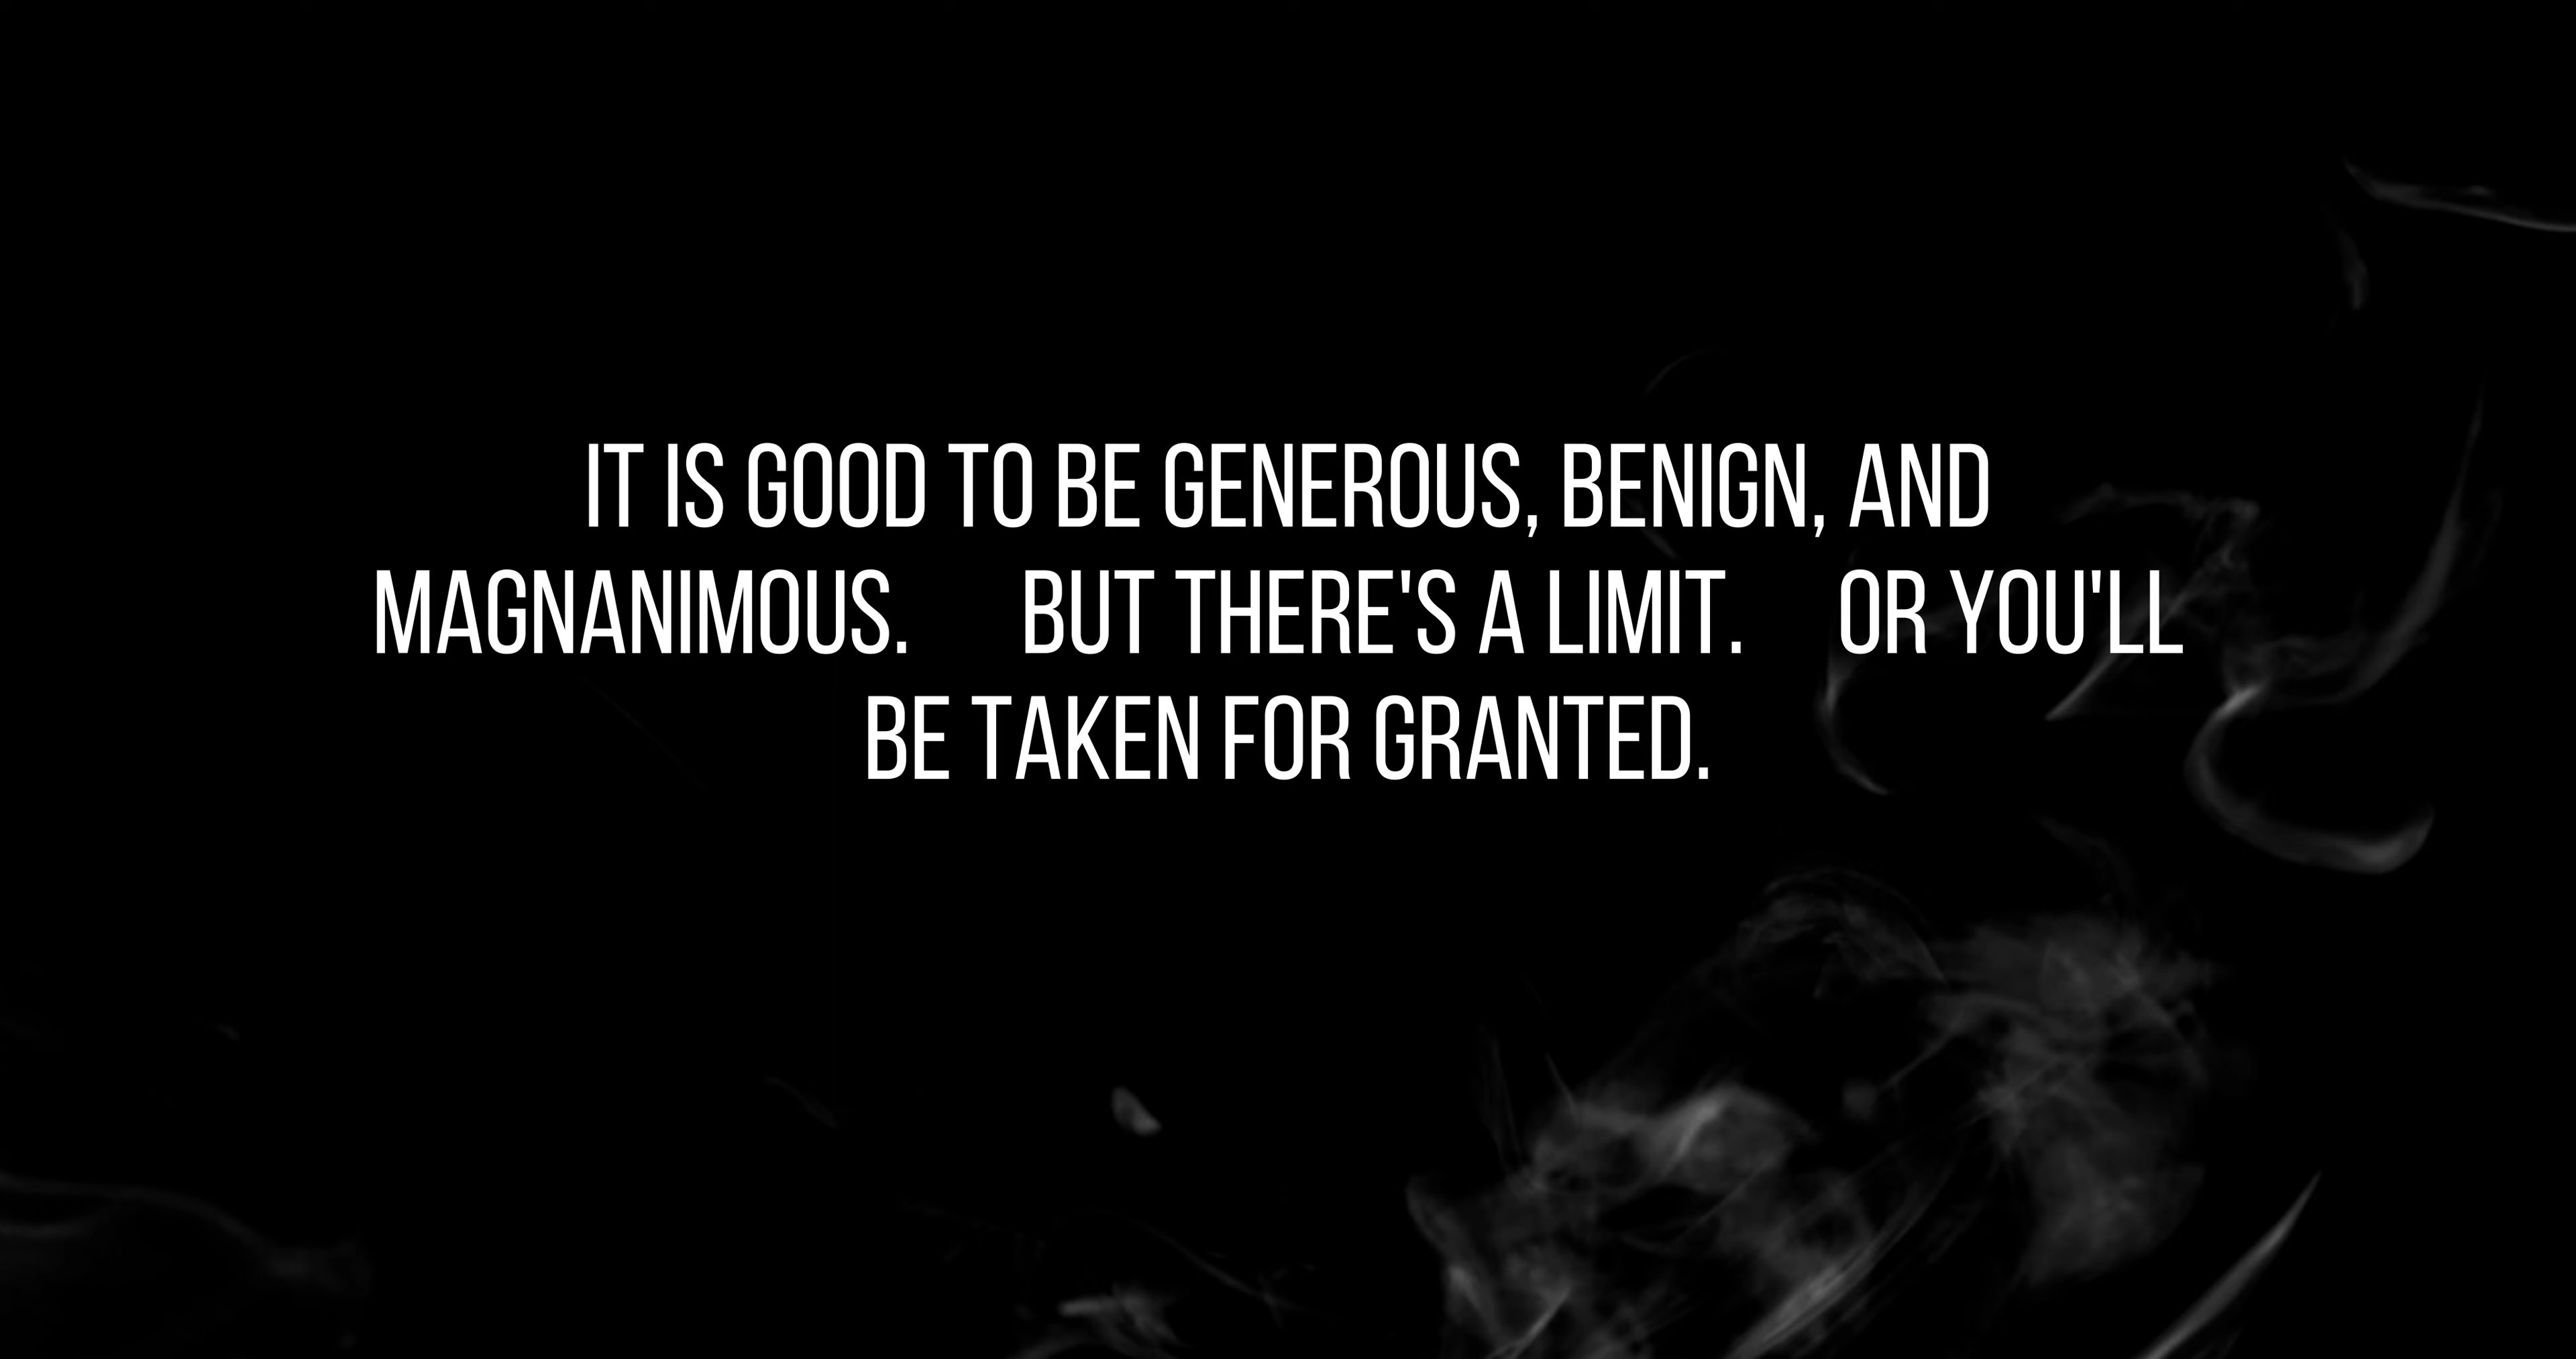 IT IS GOOD TO BE GENEROUS, BENIGN, AND
MAGNANIMOUS. BUT THERE'S A LIMIT. OR YOU'LL
BE TAKEN FOR GRANTED.